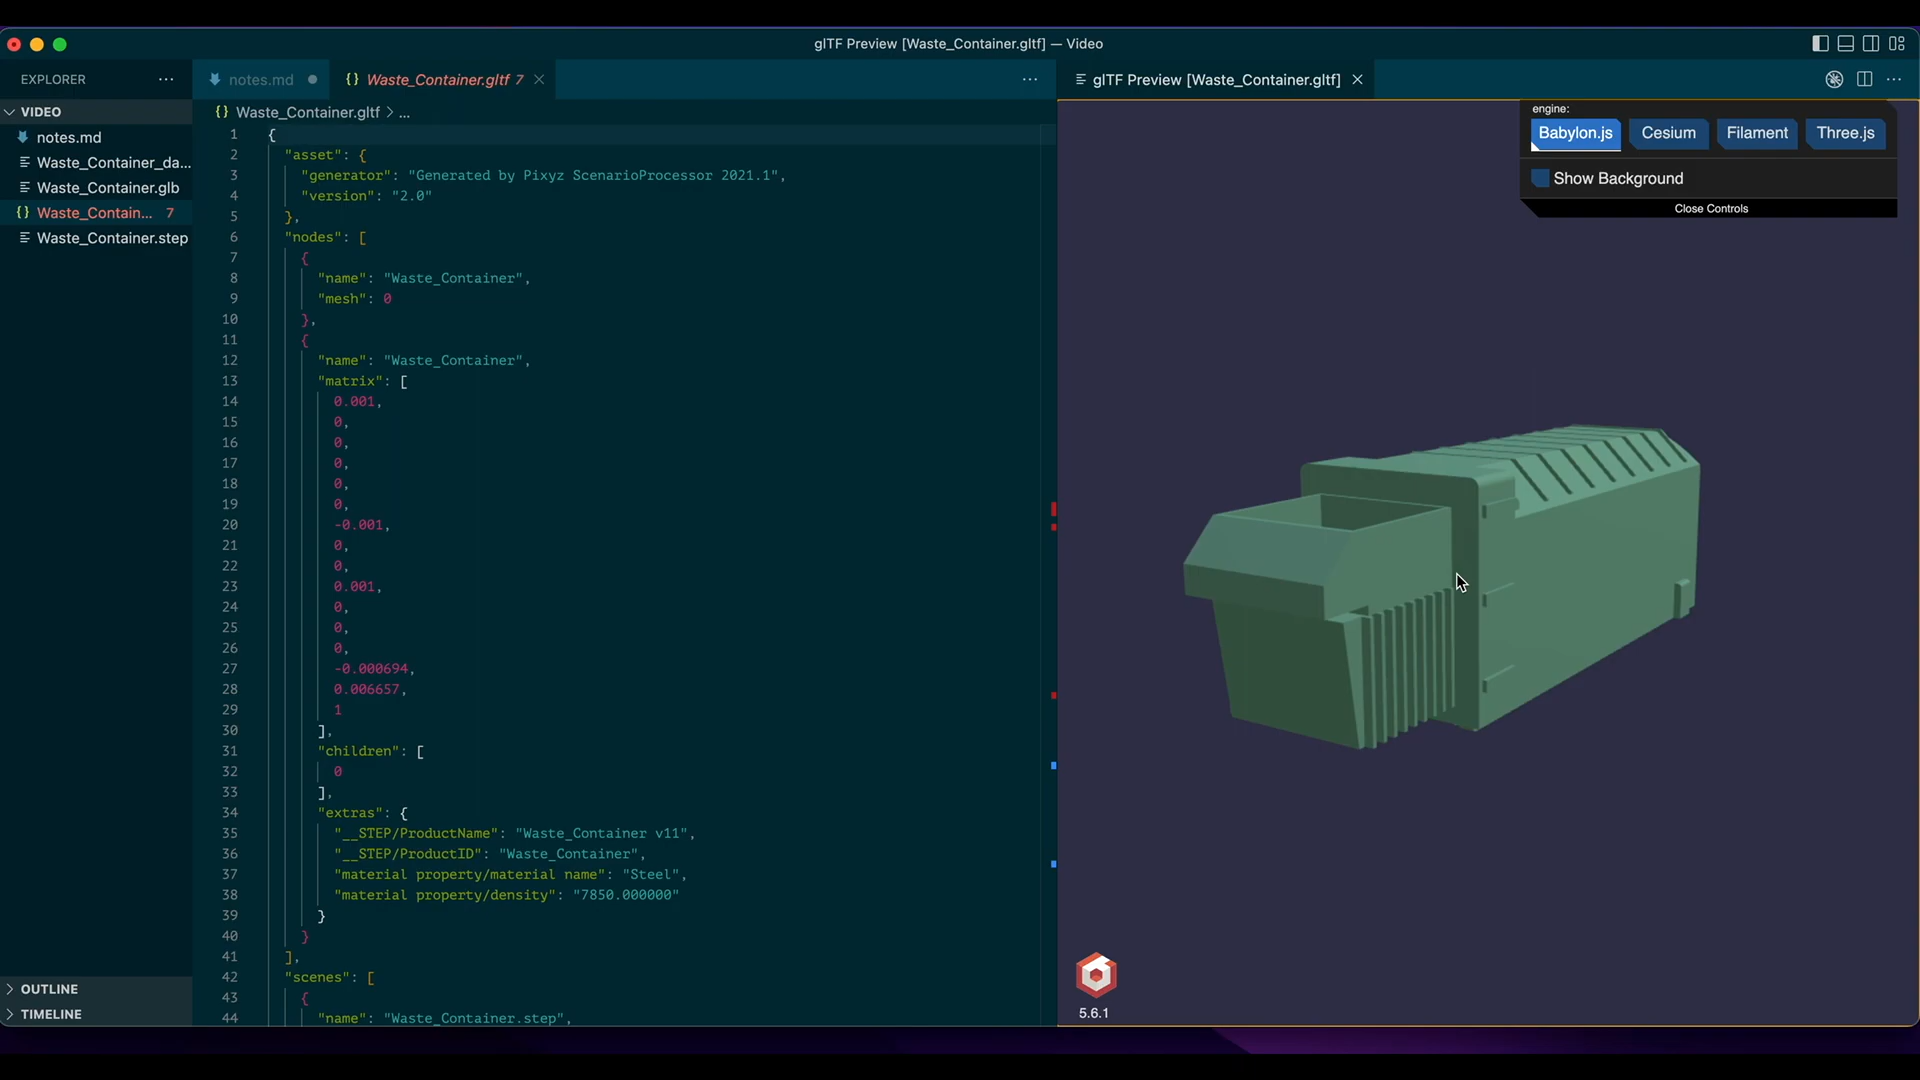 glTF Preview [Waste_Container.gltf] — Video
EXPLORER
VIDEO
notes.md
Waste_Container_da...
Waste_Container.glb
{} Waste_Contain... 7
Waste_Container.step
OUTLINE
TIMELINE
notes.md
{} Waste_Container.gltf 7
{} Waste_Container.gltf > ...
1 {
2 "asset": {
3 "generator": "Generated by Pixyz ScenarioProcessor 2021.1",
4 "version": "2.0"
5 },
6 "nodes": [
7 {
8 "name": "Waste_Container",
9 "mesh": 0
10 },
11 {
12 "name": "Waste_Container",
13 "matrix": [
14 0.001,
15 0,
16 0,
17 0,
18 0,
19 0,
20 -0.001,
21 0,
22 0,
23 0.001,
24 0,
25 0,
26 0,
27 -0.000694,
28 0.006657,
29 1
30 ],
31 "children": [
32 0
33 ],
34 "extras": {
35 "__STEP/ProductName": "Waste_Container v11",
36 "__STEP/ProductID": "Waste_Container",
37 "material property/material name": "Steel",
38 "material property/density": "7850.000000"
39 }
40 }
41 ],
42 "scenes": [
43 {
44 "name": "Waste_Container.step",
glTF Preview [Waste_Container.gltf]
engine:
Babylon.js Cesium Filament Three.js
Show Background
Close Controls
5.6.1